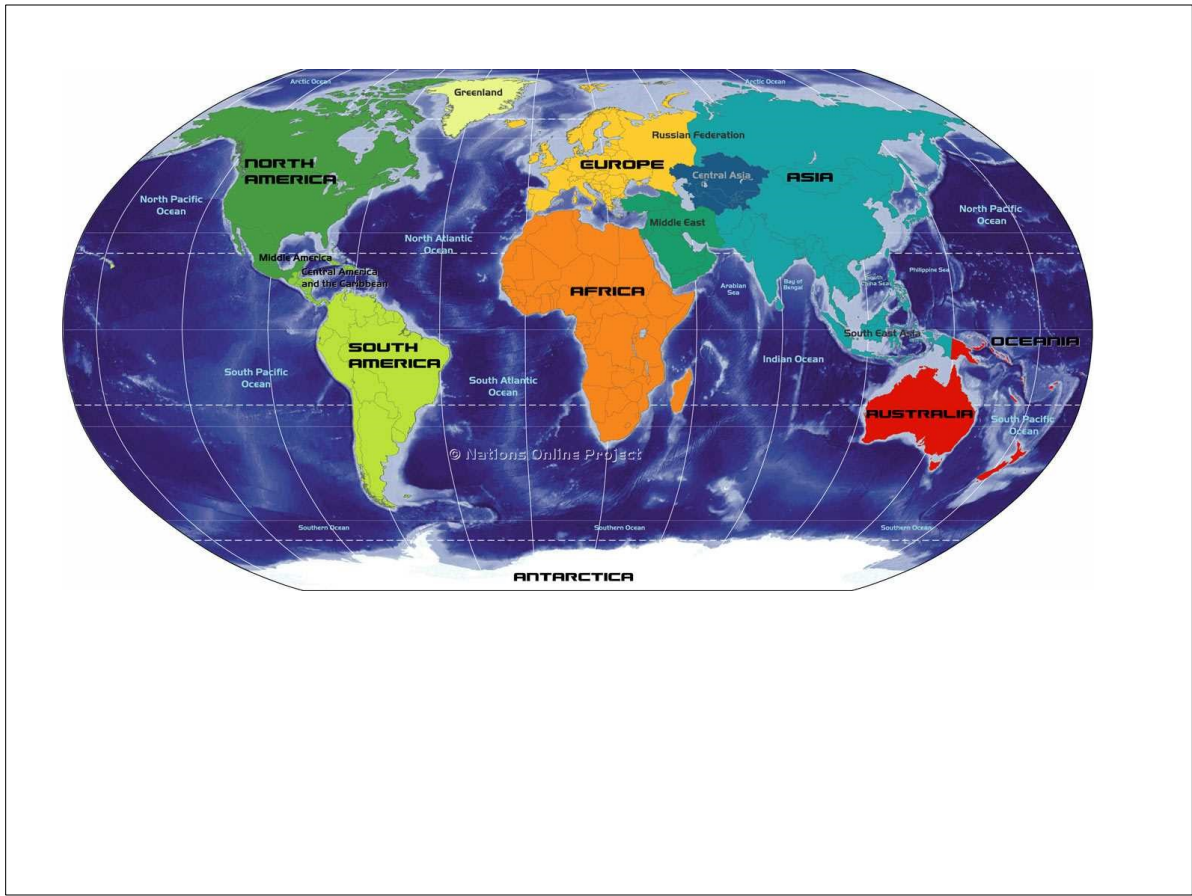 Arctic Ocean
Arctic Ocean
Greenland
Russian Federation
NORTH
AMERICA
EUROPE
Central Asia
ASIA
North Pacific
Ocean
North Pacific
Ocean
Middle East
North Atlantic
Ocean
Middle America
Central America
and the Caribbean
Philippine Sea
South
China Sea
Arabian
Sea
Bay of
Bengal
AFRICA
South East Asia
OCEANIA
SOUTH
AMERICA
Indian Ocean
South Pacific
Ocean
South Atlantic
Ocean
AUSTRALIA
South Pacific
Ocean
© Nations Online Project
Southern Ocean
Southern Ocean
Southern Ocean
ANTARCTICA